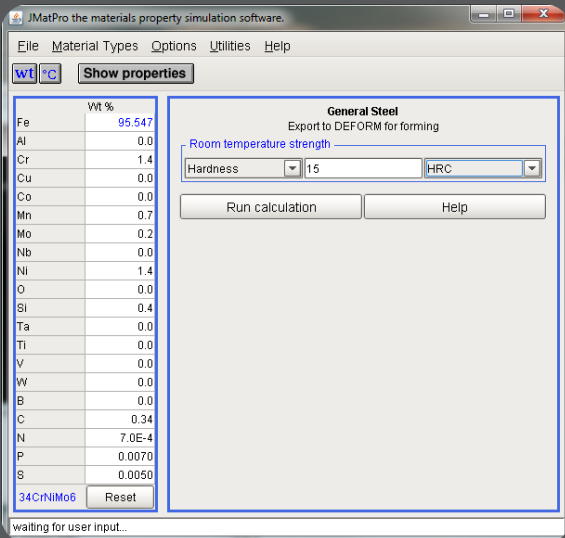 JMatPro the materials property simulation software.
File Material Types Options Utilities Help
wt °C Show properties
Wt %
Fe 95.547
Al 0.0
Cr 1.4
Cu 0.0
Co 0.0
Mn 0.7
Mo 0.2
Nb 0.0
Ni 1.4
O 0.0
Si 0.4
Ta 0.0
Ti 0.0
V 0.0
W 0.0
B 0.0
C 0.34
N 7.0E-4
P 0.0070
S 0.0050
34CrNiMo6 Reset
General Steel
Export to DEFORM for forming
Room temperature strength
Hardness 15 HRC
Run calculation Help
waiting for user input...